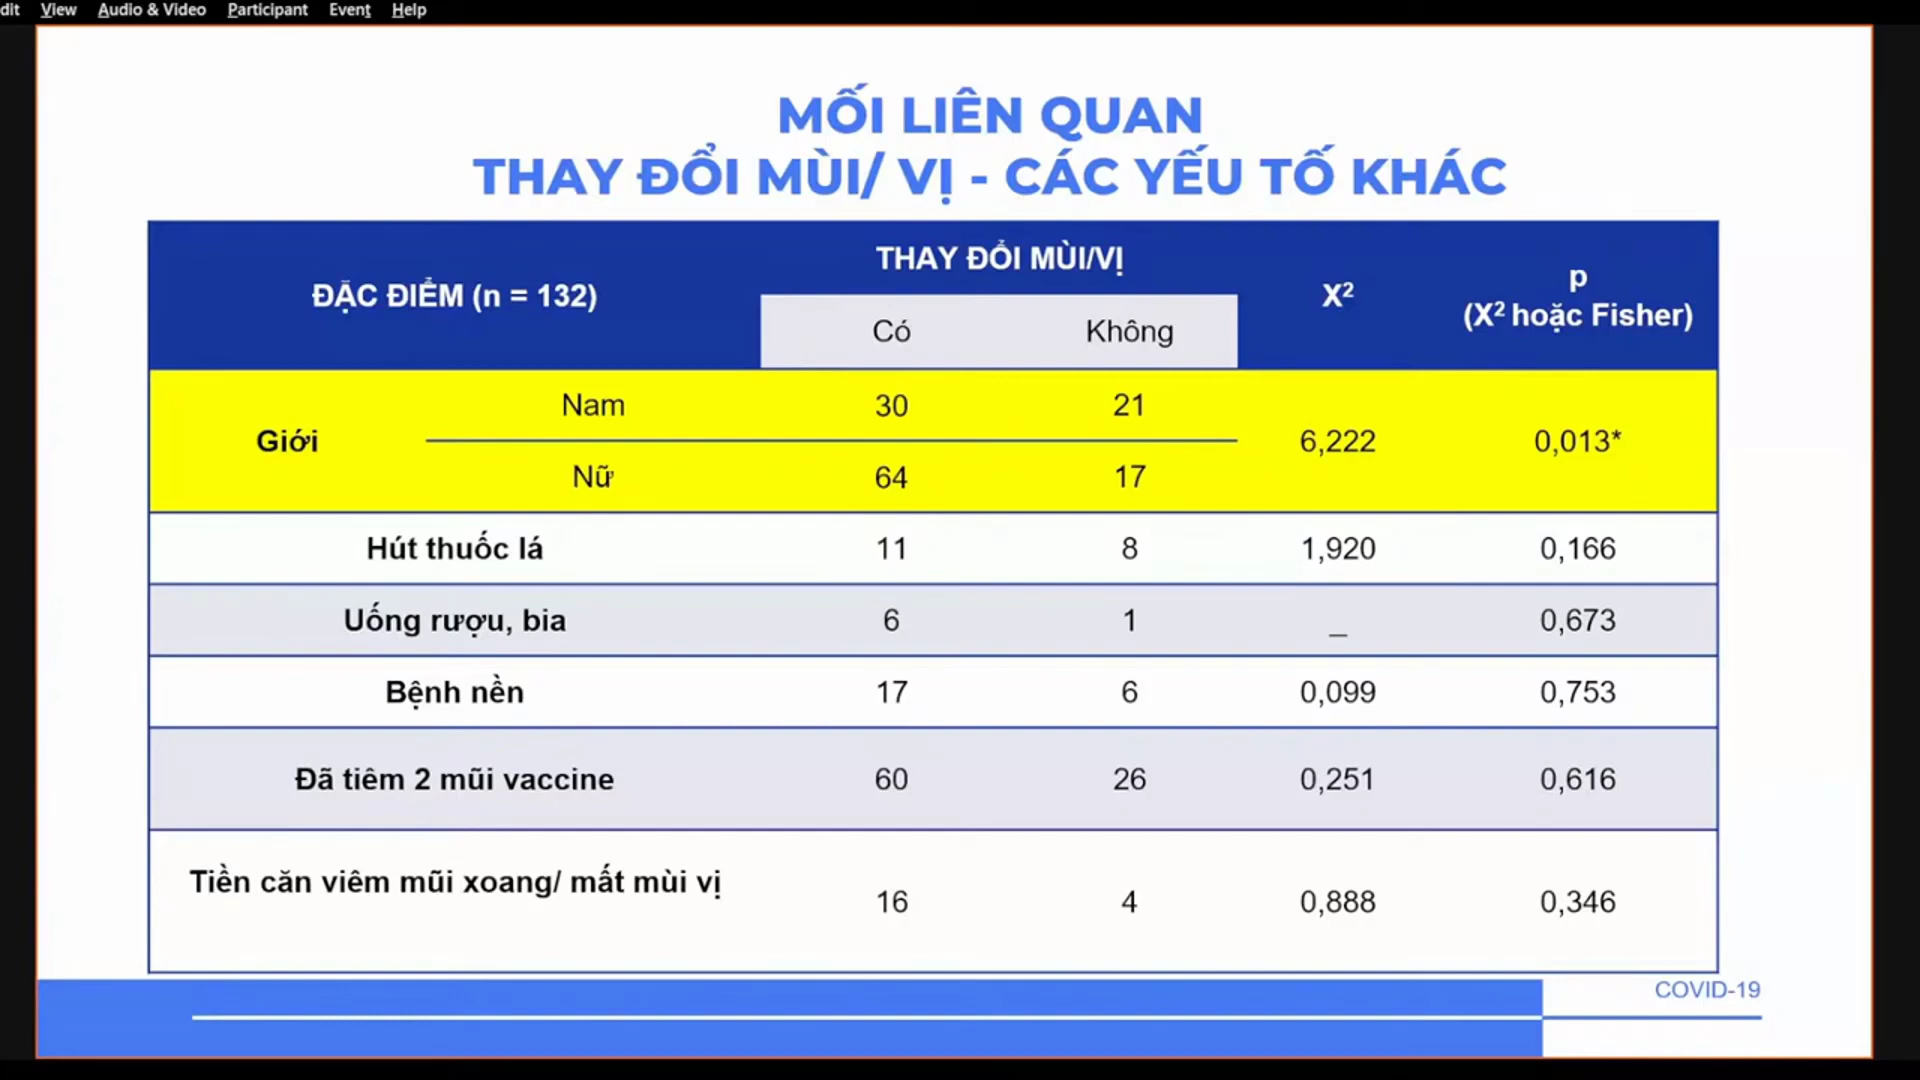 dit View Audio & Video Participant Event Help
MỐI LIÊN QUAN
THAY ĐỔI MÙI/ VỊ - CÁC YẾU TỐ KHÁC
ĐẶC ĐIỂM (n = 132) THAY ĐỔI MÙI/VỊ X² p
(X² hoặc Fisher)
Có Không
Giới Nam 30 21 6,222 0,013*
Nữ 64 17
Hút thuốc lá 11 8 1,920 0,166
Uống rượu, bia 6 1 _ 0,673
Bệnh nền 17 6 0,099 0,753
Đã tiêm 2 mũi vaccine 60 26 0,251 0,616
Tiền căn viêm mũi xoang/ mất mùi vị 16 4 0,888 0,346
COVID-19